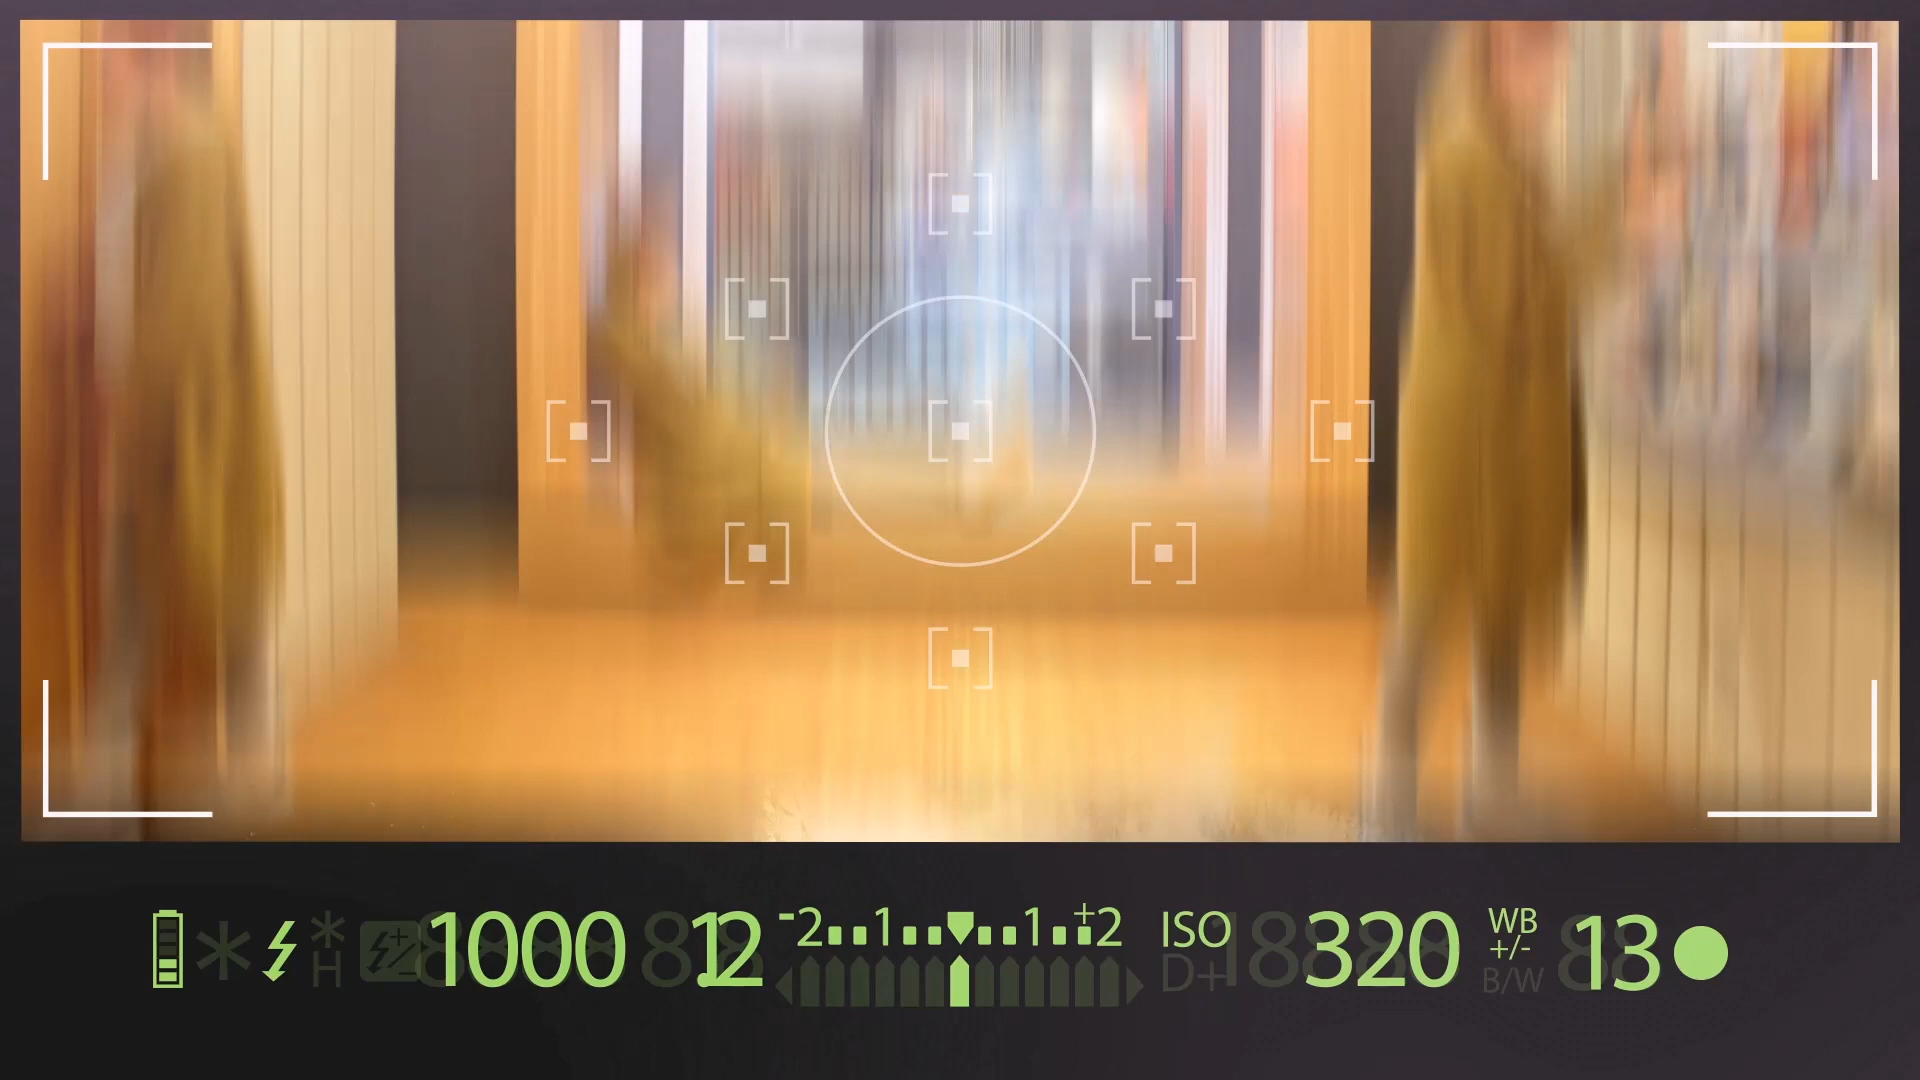 1000 .12 -2..1..▼..1..+2 ISO 320 WB +/- 13
H D+ B/W